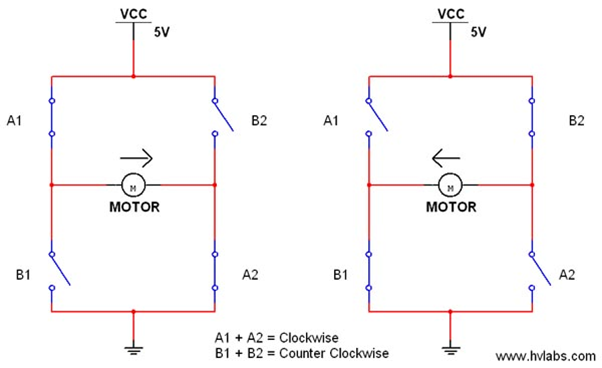 VCC
5V
A1
B2
M
MOTOR
B1
A2
VCC
5V
A1
B2
M
MOTOR
B1
A2
A1 + A2 = Clockwise
B1 + B2 = Counter Clockwise
www.hvlabs.com